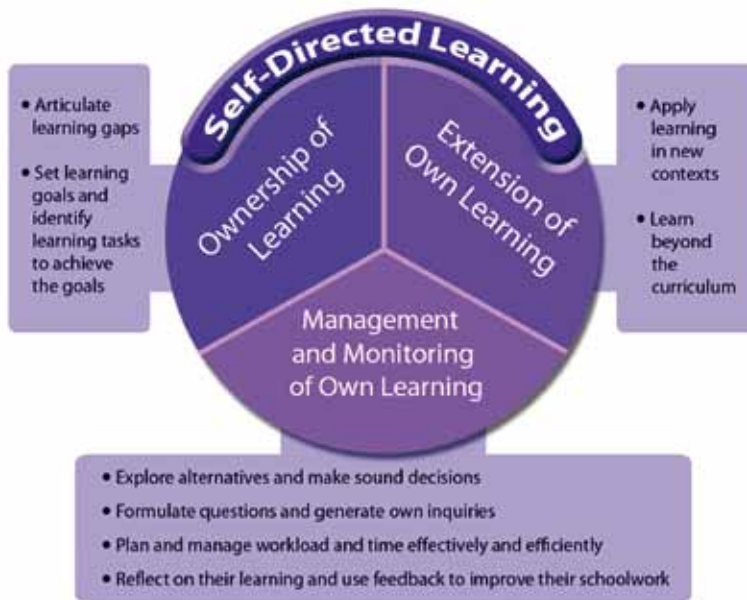 Self-Directed Learning
• Articulate
learning gaps
• Set learning
goals and
identify
learning tasks
to achieve
the goals
Ownership of
Learning
Extension of
Own Learning
• Apply
learning
in new
contexts
• Learn
beyond
the
curriculum
Management
and Monitoring
of Own Learning
• Explore alternatives and make sound decisions
• Formulate questions and generate own inquiries
• Plan and manage workload and time effectively and efficiently
• Reflect on their learning and use feedback to improve their schoolwork